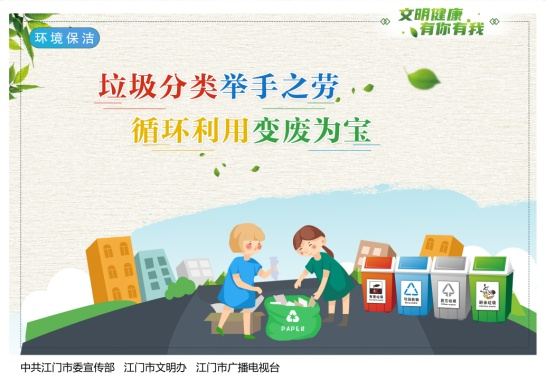 文明健康
有你有我
环境保洁
垃圾分类举手之劳
循环利用变废为宝
PAPER
中共江门市委宣传部 江门市文明办 江门市广播电视台